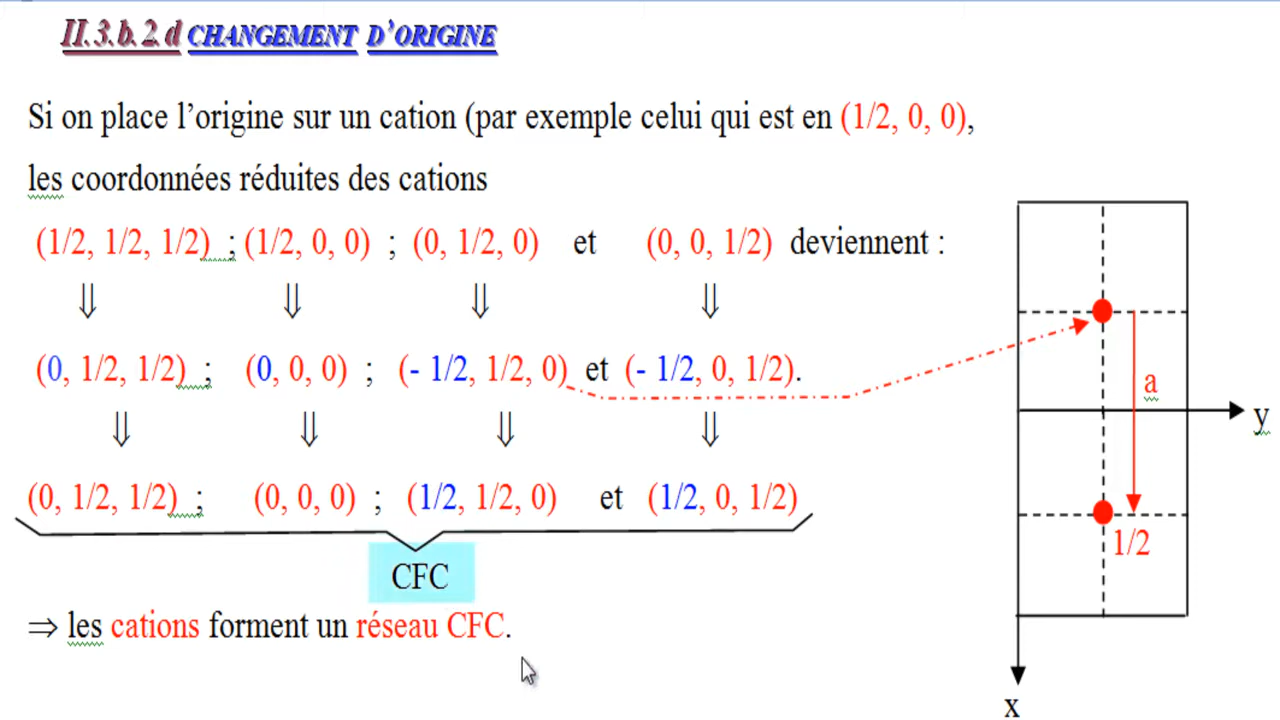 II.3.b.2 d CHANGEMENT D'ORIGINE
Si on place l'origine sur un cation (par exemple celui qui est en (1/2, 0, 0),
les coordonnées réduites des cations
(1/2, 1/2, 1/2) ; (1/2, 0, 0) ; (0, 1/2, 0) et (0, 0, 1/2) deviennent :
⇓ ⇓ ⇓ ⇓
(0, 1/2, 1/2) ; (0, 0, 0) ; (- 1/2, 1/2, 0) et (- 1/2, 0, 1/2).
⇓ ⇓ ⇓ ⇓
(0, 1/2, 1/2) ; (0, 0, 0) ; (1/2, 1/2, 0) et (1/2, 0, 1/2)
CFC
⇒ les cations forment un réseau CFC.
a
y
1/2
x